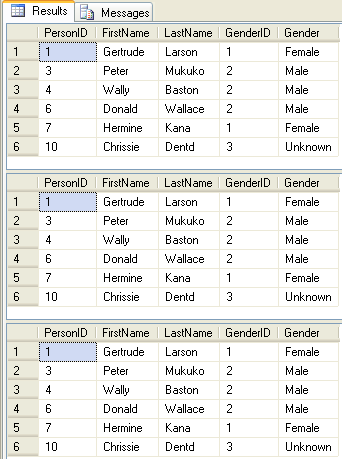 Results Messages
PersonID FirstName LastName GenderID Gender
1 1 Gertrude Larson 1 Female
2 3 Peter Mukuko 2 Male
3 4 Wally Baston 2 Male
4 6 Donald Wallace 2 Male
5 7 Hermine Kana 1 Female
6 10 Chrissie Dentd 3 Unknown
PersonID FirstName LastName GenderID Gender
1 1 Gertrude Larson 1 Female
2 3 Peter Mukuko 2 Male
3 4 Wally Baston 2 Male
4 6 Donald Wallace 2 Male
5 7 Hermine Kana 1 Female
6 10 Chrissie Dentd 3 Unknown
PersonID FirstName LastName GenderID Gender
1 1 Gertrude Larson 1 Female
2 3 Peter Mukuko 2 Male
3 4 Wally Baston 2 Male
4 6 Donald Wallace 2 Male
5 7 Hermine Kana 1 Female
6 10 Chrissie Dentd 3 Unknown